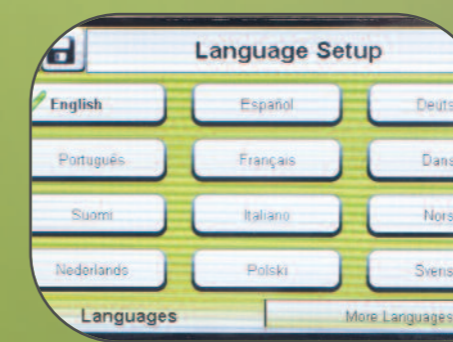 Language Setup
English Español Deuts
Português Français Dans
Suomi Italiano Nors
Nederlands Polski Svens
Languages More Languages